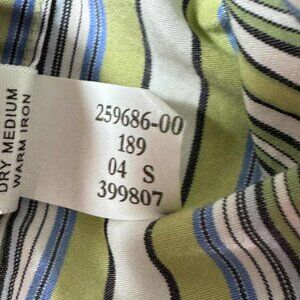 259686-00
189
04 S
399807
DRY MEDIUM
WARM IRON